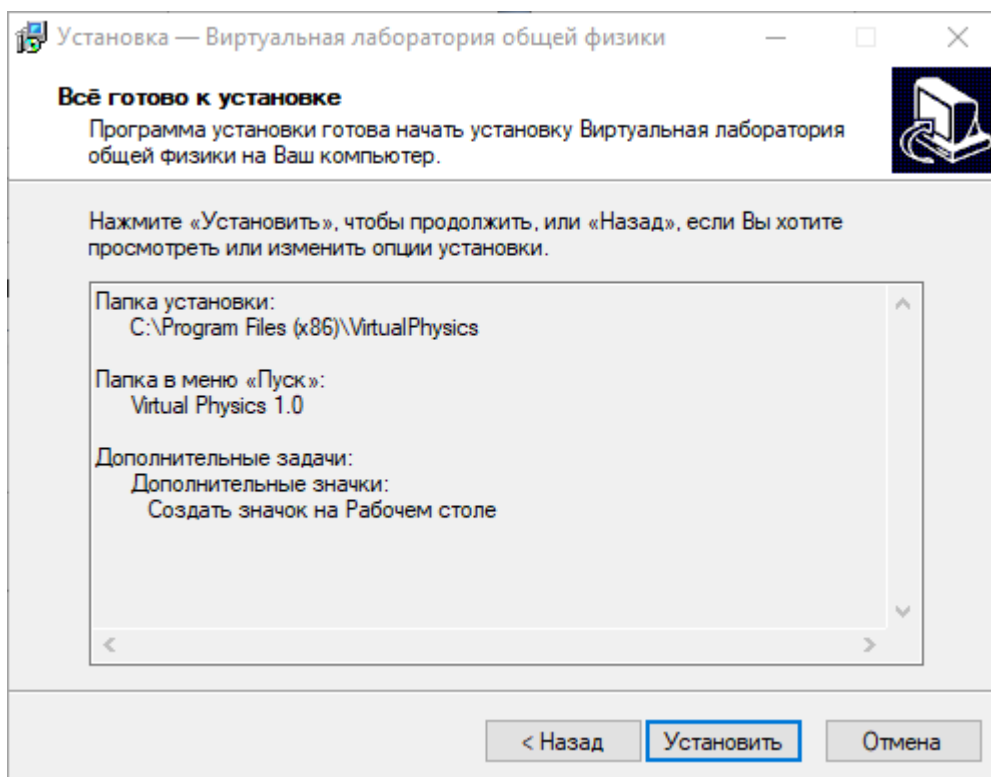 Установка — Виртуальная лаборатория общей физики
Всё готово к установке
Программа установки готова начать установку Виртуальная лаборатория
общей физики на Ваш компьютер.
Нажмите «Установить», чтобы продолжить, или «Назад», если Вы хотите
просмотреть или изменить опции установки.
Папка установки:
C:\Program Files (x86)\VirtualPhysics
Папка в меню «Пуск»:
Virtual Physics 1.0
Дополнительные задачи:
Дополнительные значки:
Создать значок на Рабочем столе
< Назад
Установить
Отмена